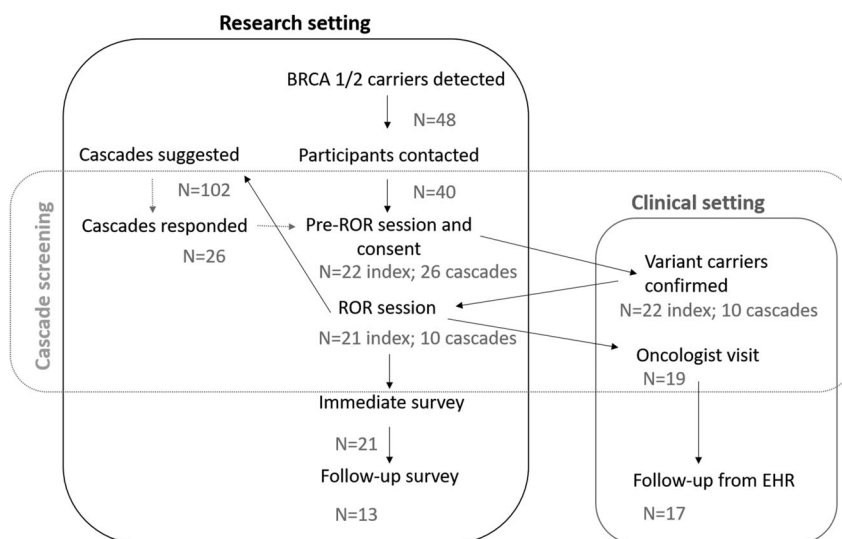 Research setting
BRCA 1/2 carriers detected
N=48
Cascades suggested
Participants contacted
N=102
N=40
Cascade screening
Clinical setting
Cascades responded
Pre-ROR session and
consent
N=26
N=22 index; 26 cascades
Variant carriers
confirmed
N=22 index; 10 cascades
ROR session
N=21 index; 10 cascades
Oncologist visit
N=19
Immediate survey
N=21
Follow-up survey
N=13
Follow-up from EHR
N=17